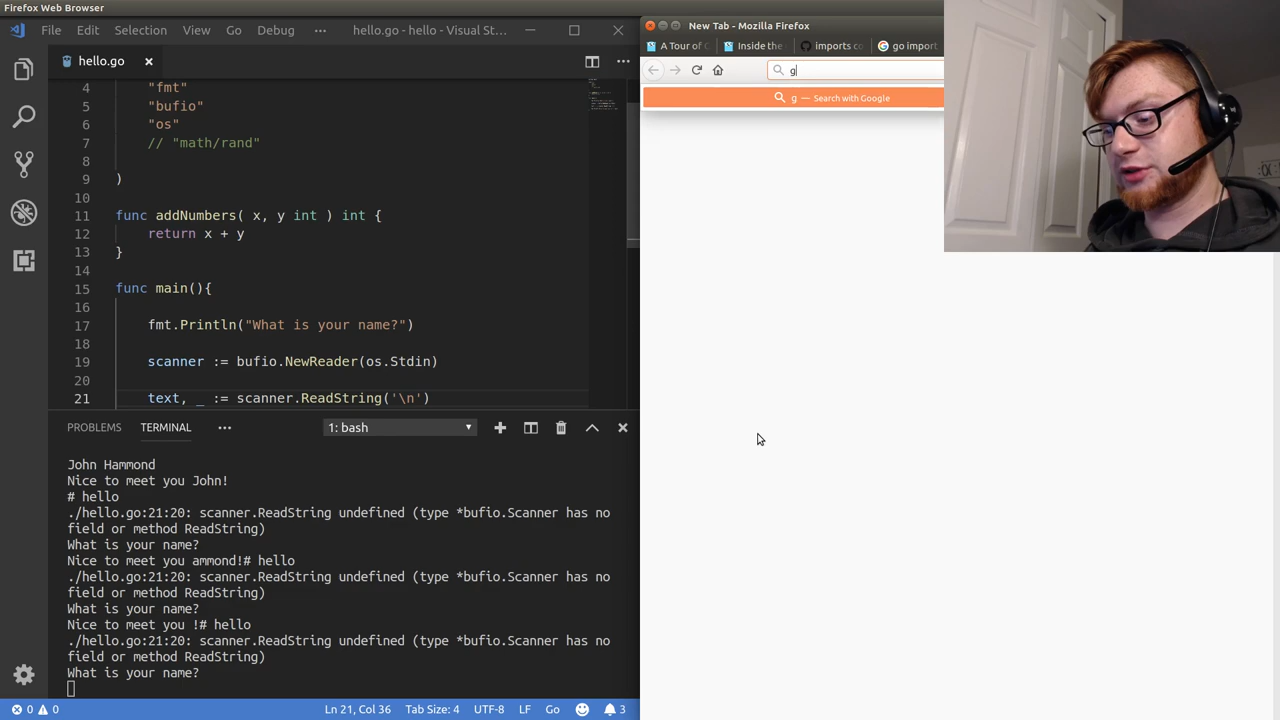 Firefox Web Browser
File Edit Selection View Go Debug ··· hello.go - hello - Visual St...
hello.go
4 "fmt"
5 "bufio"
6 "os"
7 // "math/rand"
8
9 )
10
11 func addNumbers( x, y int ) int {
12 return x + y
13 }
14
15 func main(){
16
17 fmt.Println("What is your name?")
18
19 scanner := bufio.NewReader(os.Stdin)
20
21 text, _ := scanner.ReadString('\n')
PROBLEMS TERMINAL ··· 1: bash
John Hammond
Nice to meet you John!
# hello
./hello.go:21:20: scanner.ReadString undefined (type *bufio.Scanner has no
field or method ReadString)
What is your name?
Nice to meet you ammond!# hello
./hello.go:21:20: scanner.ReadString undefined (type *bufio.Scanner has no
field or method ReadString)
What is your name?
Nice to meet you !# hello
./hello.go:21:20: scanner.ReadString undefined (type *bufio.Scanner has no
field or method ReadString)
What is your name?
0 0 Ln 21, Col 36 Tab Size: 4 UTF-8 LF Go 3
New Tab - Mozilla Firefox
A Tour of G Inside the imports co go import
g
g — Search with Google